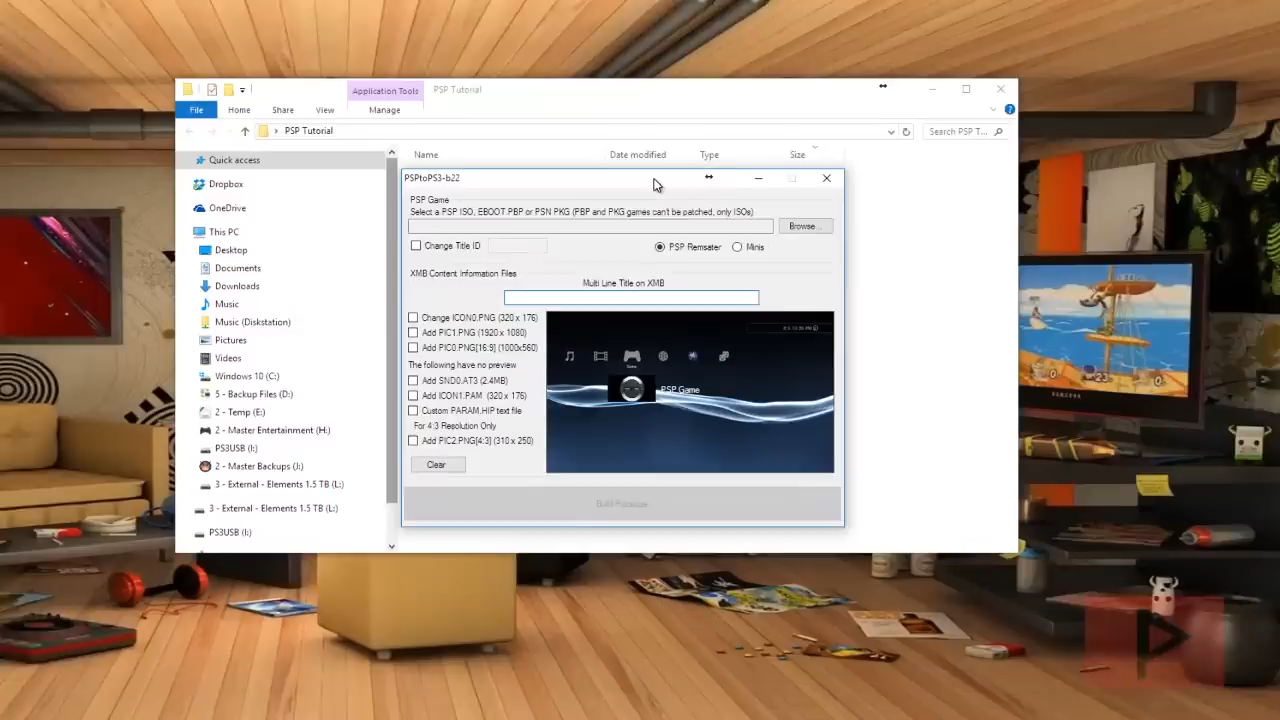 Application Tools
PSP Tutorial
File
Home
Share
View
Manage
PSP Tutorial
Search PSP T...
Name
Date modified
Type
Size
Quick access
Dropbox
OneDrive
This PC
Desktop
Documents
Downloads
Music
Music (Diskstation)
Pictures
Videos
Windows 10 (C:)
5 - Backup Files (D:)
2 - Temp (E:)
2 - Master Entertainment (H:)
PS3USB (I:)
2 - Master Backups (J:)
3 - External - Elements 1.5 TB (L:)
3 - External - Elements 1.5 TB (L:)
PS3USB (I:)
PSPtoPS3-b22
PSP Game
Select a PSP ISO, EBOOT.PBP or PSN PKG (PBP and PKG games can't be patched, only ISOs)
Browse...
Change Title ID
PSP Remsater
Minis
XMB Content Information Files
Multi Line Title on XMB
Change ICON0.PNG (320 x 176)
Add PIC1.PNG (1920 x 1080)
Add PIC0.PNG[16:9] (1000x560)
The following have no preview
Add SND0.AT3 (2.4MB)
Add ICON1.PAM (320 x 176)
Custom PARAM.HIP text file
For 4:3 Resolution Only
Add PIC2.PNG[4:3] (310 x 250)
Clear
PSP Game
Build Package
YAMAHA